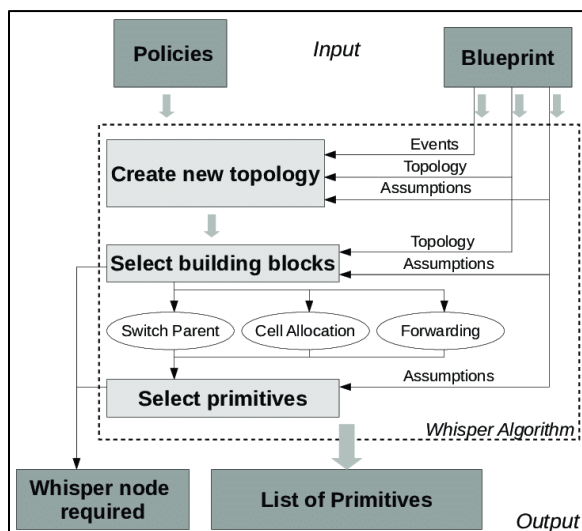 Policies
Input
Blueprint
Events
Create new topology
Topology
Assumptions
Topology
Select building blocks
Assumptions
Switch Parent
Cell Allocation
Forwarding
Assumptions
Select primitives
Whisper Algorithm
Whisper node
required
List of Primitives
Output